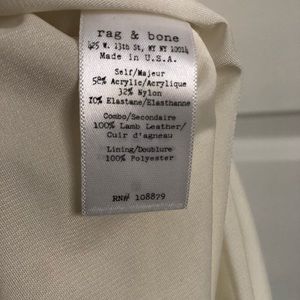 rag & bone
425 W. 13th St, NY NY 10014
Made in U.S.A.
Self/Majeur
58% Acrylic/Acrylique
32% Nylon
10% Elastane/Elasthanne
Combo/Secondaire
100% Lamb Leather/
Cuir d'agneau
Lining/Doublure
100% Polyester
RN# 108879